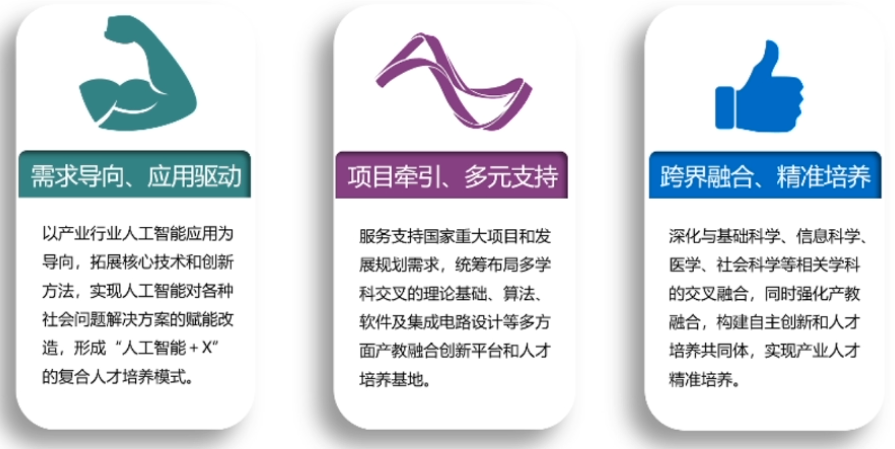 需求导向、应用驱动
以产业行业人工智能应用为
导向，拓展核心技术和创新
方法，实现人工智能对各种
社会问题解决方案的赋能改
造，形成“人工智能＋X”
的复合人才培养模式。
项目牵引、多元支持
服务支持国家重大项目和发
展规划需求，统筹布局多学
科交叉的理论基础、算法、
软件及集成电路设计等多方
面产教融合创新平台和人才
培养基地。
跨界融合、精准培养
深化与基础科学、信息科学、
医学、社会科学等相关学科
的交叉融合，同时强化产教
融合，构建自主创新和人才
培养共同体，实现产业人才
精准培养。